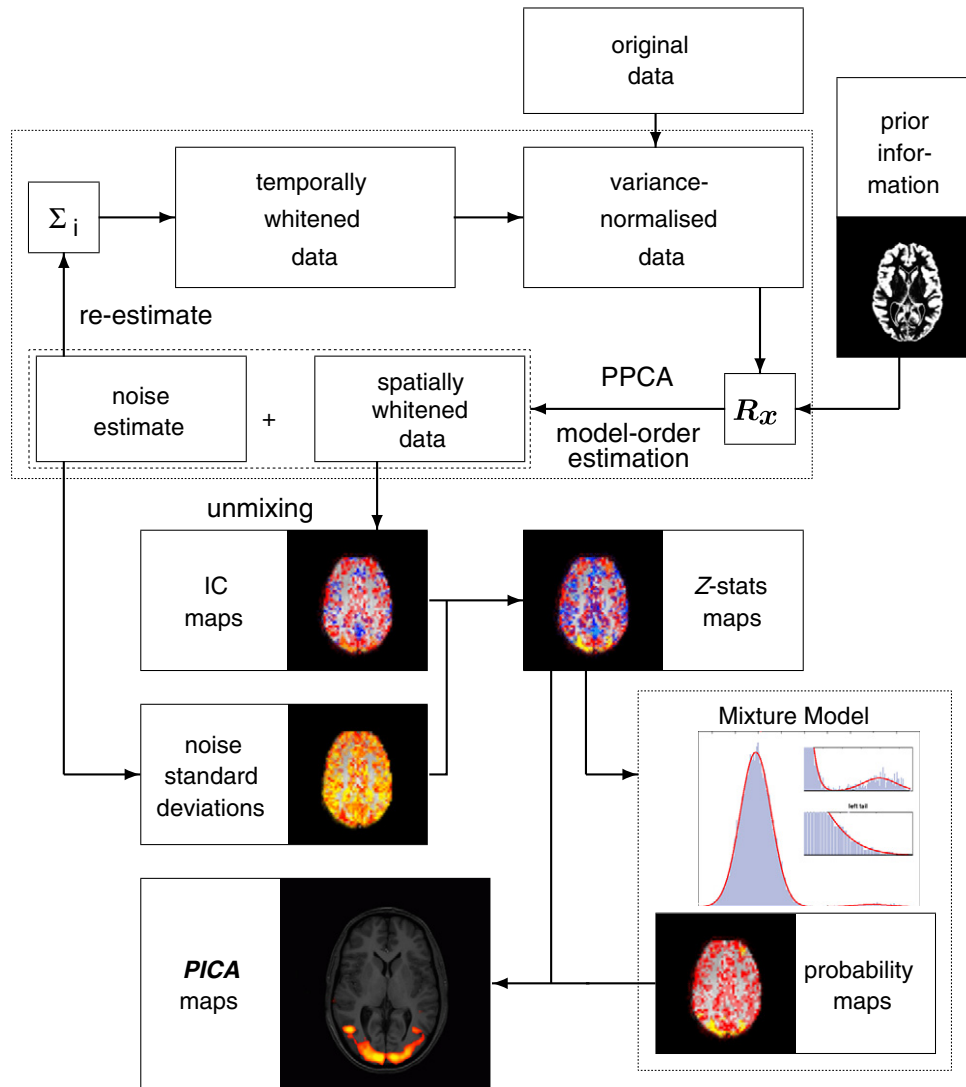 original
data
prior
infor-
mation
temporally
whitened
data
variance-
normalised
data
Σ i
re-estimate
noise
estimate
+
spatially
whitened
data
PPCA
model-order
estimation
Rx
unmixing
IC
maps
Z-stats
maps
noise
standard
deviations
Mixture Model
left tail
PICA
maps
probability
maps